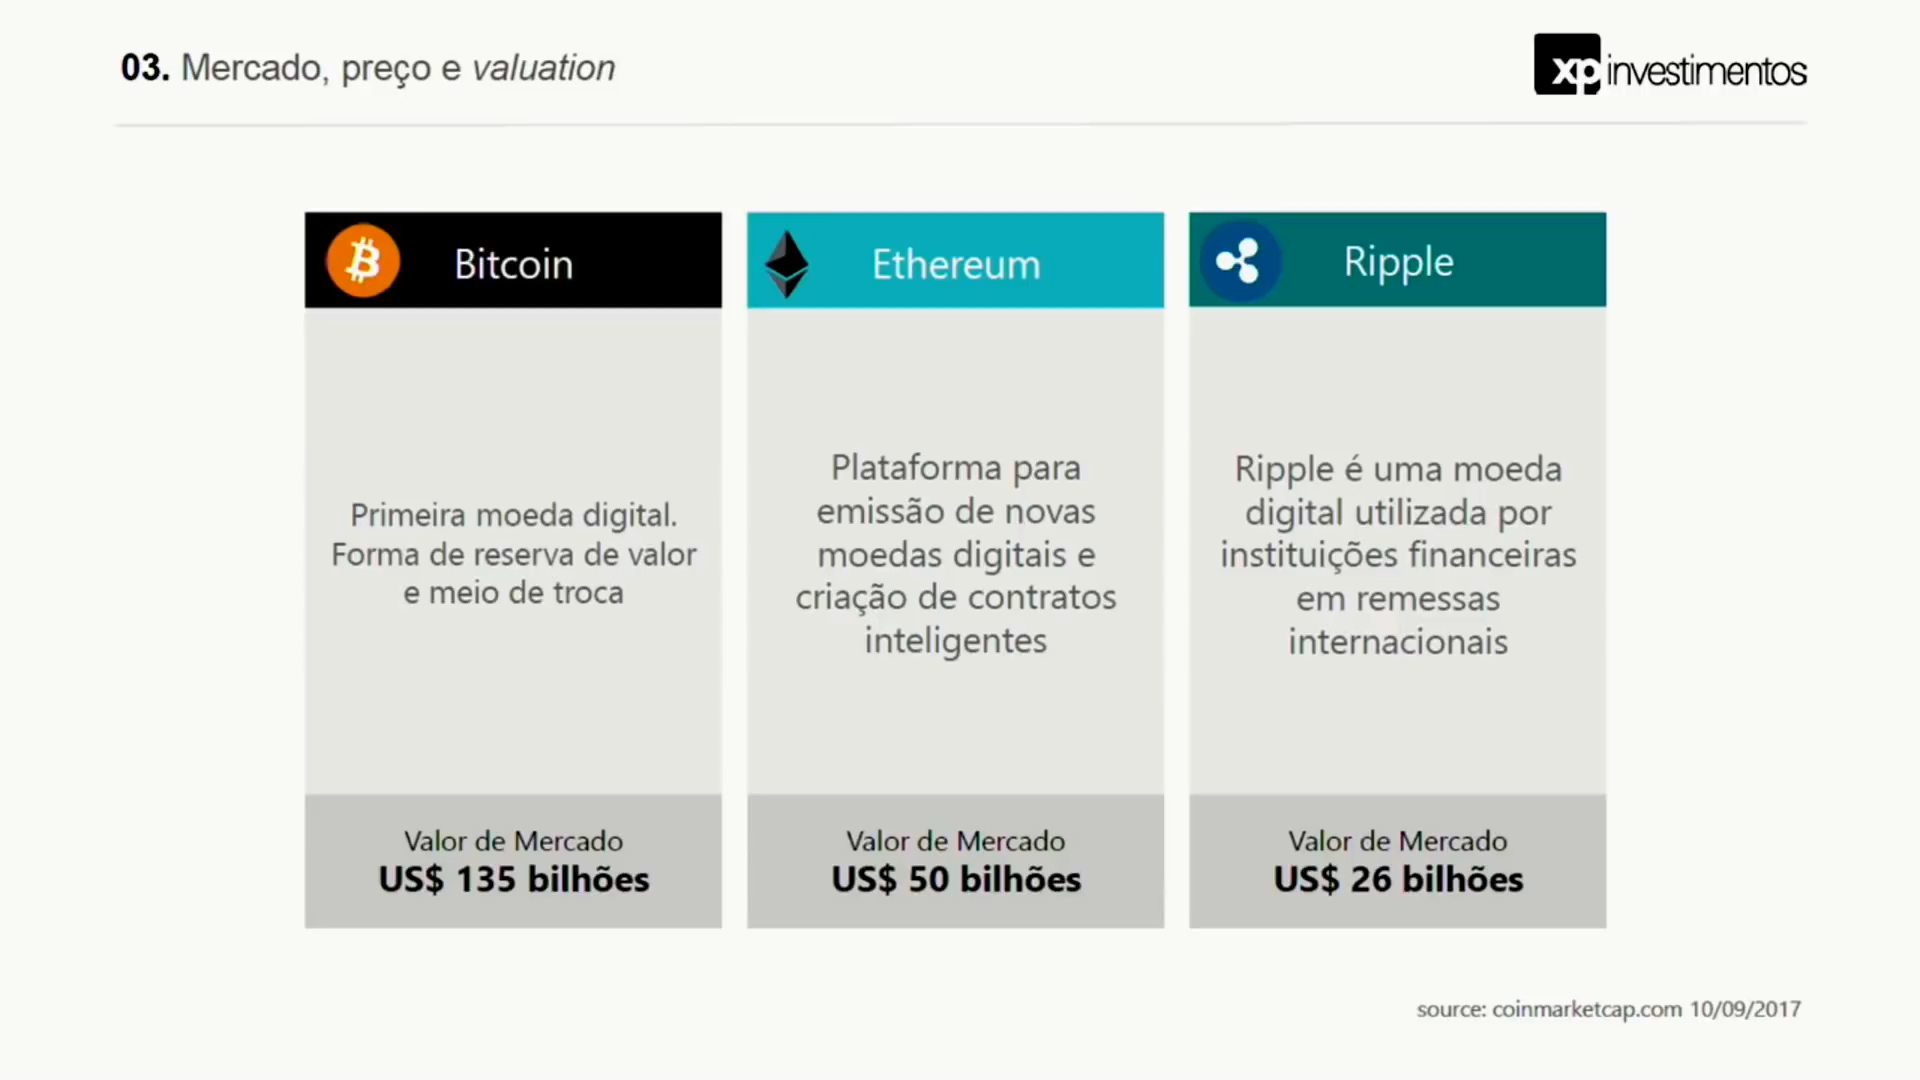 03. Mercado, preço e valuation
xp investimentos
Bitcoin
Primeira moeda digital.
Forma de reserva de valor
e meio de troca
Valor de Mercado
US$ 135 bilhões
Ethereum
Plataforma para
emissão de novas
moedas digitais e
criação de contratos
inteligentes
Valor de Mercado
US$ 50 bilhões
Ripple
Ripple é uma moeda
digital utilizada por
instituições financeiras
em remessas
internacionais
Valor de Mercado
US$ 26 bilhões
source: coinmarketcap.com 10/09/2017